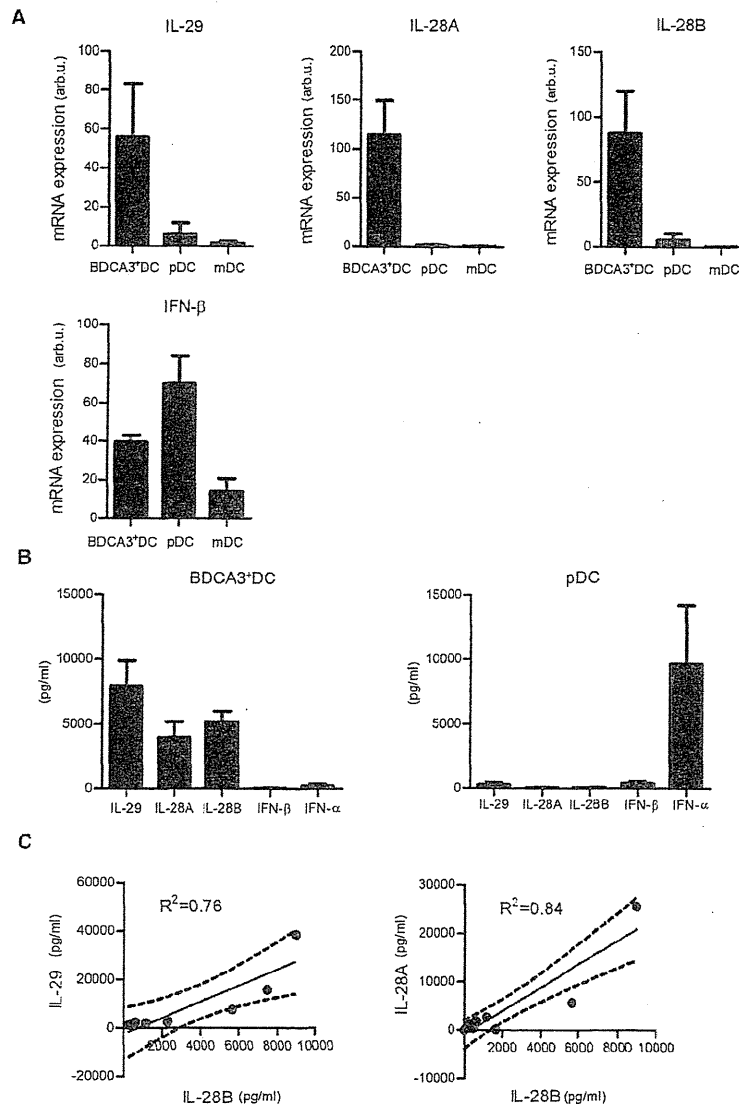 A
IL-29
mRNA expression (arb.u.)
100
80
60
40
20
0
BDCA3⁺DC pDC mDC
IL-28A
mRNA expression (arb.u.)
200
150
100
50
0
BDCA3⁺DC pDC mDC
IL-28B
mRNA expression (arb.u.)
150
100
50
0
BDCA3⁺DC pDC mDC
IFN-β
mRNA expression (arb.u.)
100
80
60
40
20
0
BDCA3⁺DC pDC mDC
B
BDCA3⁺DC
(pg/ml)
15000
10000
5000
0
IL-29 IL-28A IL-28B IFN-β IFN-α
pDC
(pg/ml)
15000
10000
5000
0
IL-29 IL-28A IL-28B IFN-β IFN-α
C
R²=0.76
IL-29 (pg/ml)
60000
40000
20000
0
-20000
2000 4000 6000 8000 10000
IL-28B (pg/ml)
R²=0.84
IL-28A (pg/ml)
30000
20000
10000
0
-10000
2000 4000 6000 8000 10000
IL-28B (pg/ml)